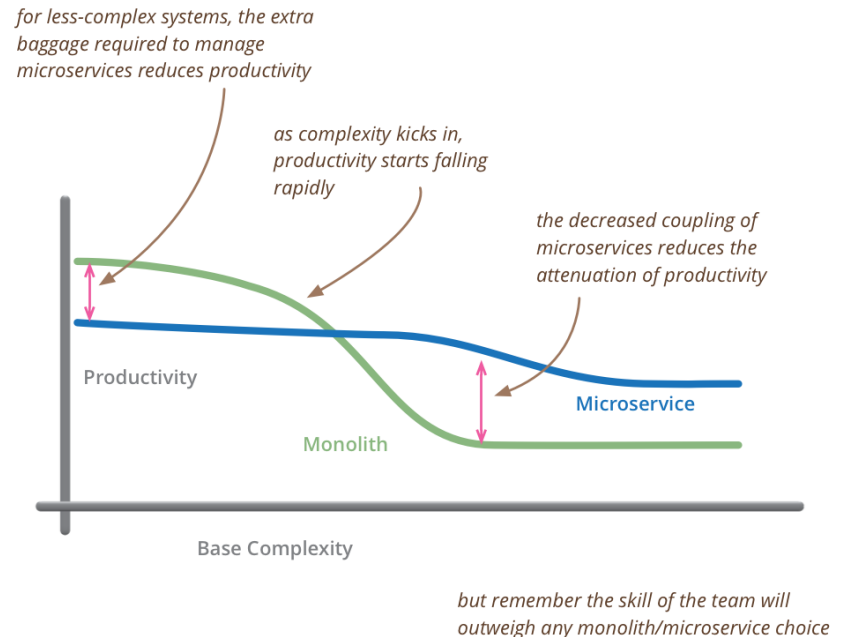 for less-complex systems, the extra
baggage required to manage
microservices reduces productivity
as complexity kicks in,
productivity starts falling
rapidly
the decreased coupling of
microservices reduces the
attenuation of productivity
Productivity
Microservice
Monolith
Base Complexity
but remember the skill of the team will
outweigh any monolith/microservice choice